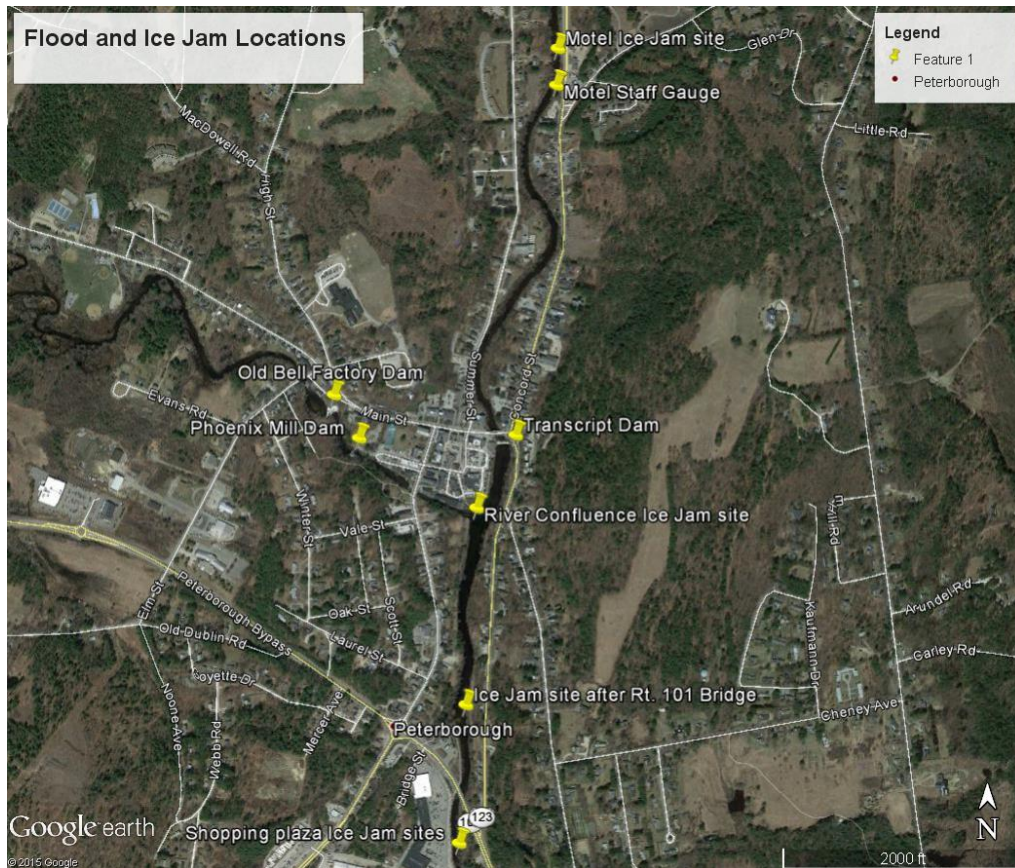 Flood and Ice Jam Locations
Legend
Feature 1
Peterborough
Motel Ice Jam site
Glen Dr
Motel Staff Gauge
Little Rd
MacDowell Rd
High St
Summer St
Concord St
Old Bell Factory Dam
Evans Rd
Main St
Phoenix Mill Dam
Transcript Dam
River Confluence Ice Jam site
Winter St
Vale St
Elm St
Peterborough Bypass
Oak St
Scott St
Laurel St
Old Dublin Rd
Noone Ave
Webb Rd
Mercer Ave
Kaufmann Dr
Arundel Rd
Carley Rd
Cheney Ave
Ice Jam site after Rt. 101 Bridge
Peterborough
Bridge St
123
Shopping plaza Ice Jam sites
Google earth
© 2015 Google
2000 ft
N